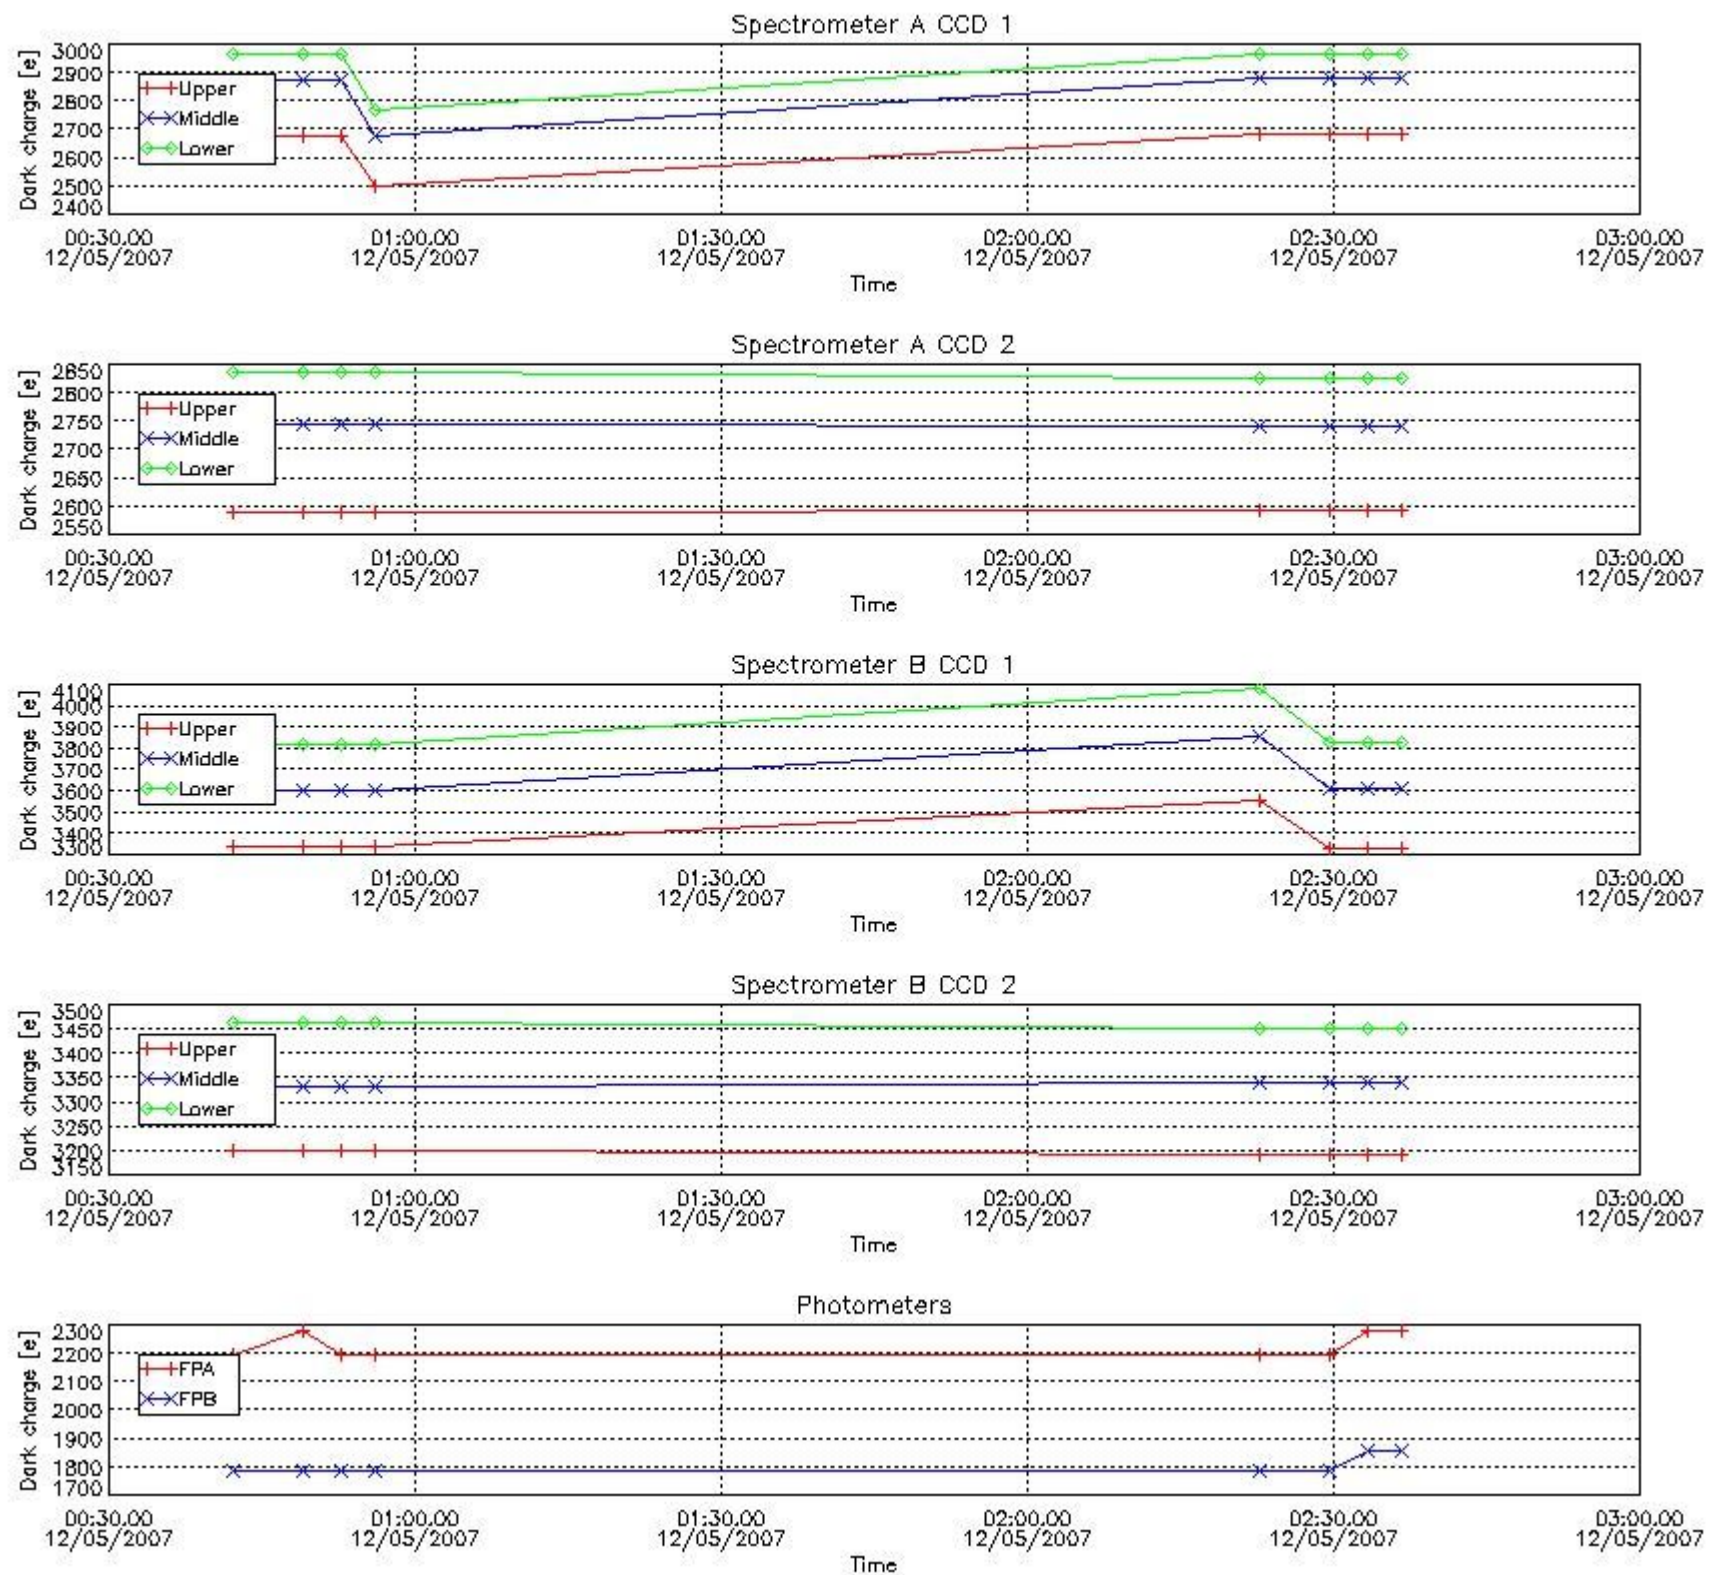 Spectrometer A CCD 1
Dark charge [e]
3000
2900
2800
2700
2600
2500
2400
Upper
Middle
Lower
00:30.00 01:00.00 01:30.00 02:00.00 02:30.00 03:00.00
12/05/2007 12/05/2007 12/05/2007 12/05/2007 12/05/2007 12/05/2007
Time
Spectrometer A CCD 2
Dark charge [e]
2850
2800
2750
2700
2650
2600
2550
Upper
Middle
Lower
00:30.00 01:00.00 01:30.00 02:00.00 02:30.00 03:00.00
12/05/2007 12/05/2007 12/05/2007 12/05/2007 12/05/2007 12/05/2007
Time
Spectrometer B CCD 1
Dark charge [e]
4100
4000
3900
3800
3700
3600
3500
3400
3300
Upper
Middle
Lower
00:30.00 01:00.00 01:30.00 02:00.00 02:30.00 03:00.00
12/05/2007 12/05/2007 12/05/2007 12/05/2007 12/05/2007 12/05/2007
Time
Spectrometer B CCD 2
Dark charge [e]
3500
3450
3400
3350
3300
3250
3200
3150
Upper
Middle
Lower
00:30.00 01:00.00 01:30.00 02:00.00 02:30.00 03:00.00
12/05/2007 12/05/2007 12/05/2007 12/05/2007 12/05/2007 12/05/2007
Time
Photometers
Dark charge [e]
2300
2200
2100
2000
1900
1800
1700
FPA
FPB
00:30.00 01:00.00 01:30.00 02:00.00 02:30.00 03:00.00
12/05/2007 12/05/2007 12/05/2007 12/05/2007 12/05/2007 12/05/2007
Time